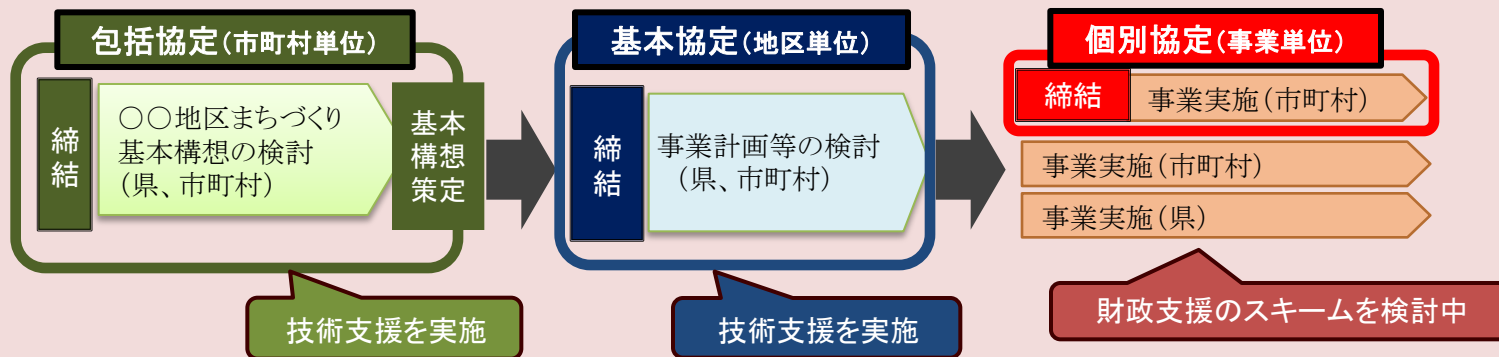 包括協定(市町村単位)
締結
○○地区まちづくり
基本構想の検討
(県、市町村)
基本
構想
策定
技術支援を実施
基本協定(地区単位)
締結
事業計画等の検討
(県、市町村)
技術支援を実施
個別協定(事業単位)
締結
事業実施(市町村)
事業実施(市町村)
事業実施(県)
財政支援のスキームを検討中